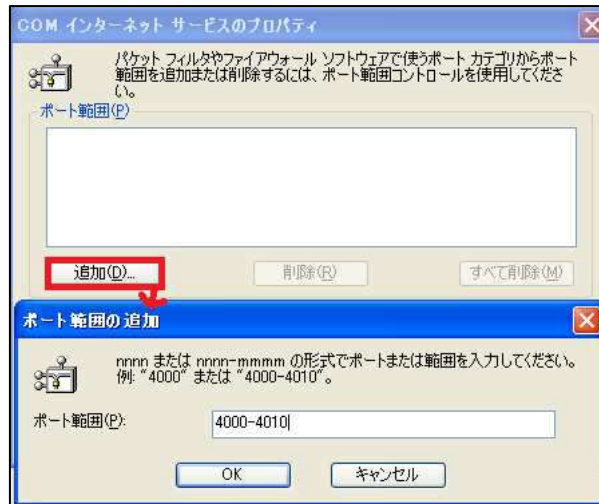 COM インターネット サービスのプロパティ
パケット フィルタやファイアウォール ソフトウェアで使うポート カテゴリからポート
範囲を追加または削除するには、ポート範囲コントロールを使用してくださ
い。
ポート範囲(P)
追加(D)...
削除(R)
すべて削除(M)
ポート範囲の追加
nnnn または nnnn-mmmm の形式でポートまたは範囲を入力してください。
例: "4000" または "4000-4010"。
ポート範囲(P):
4000-4010
OK
キャンセル